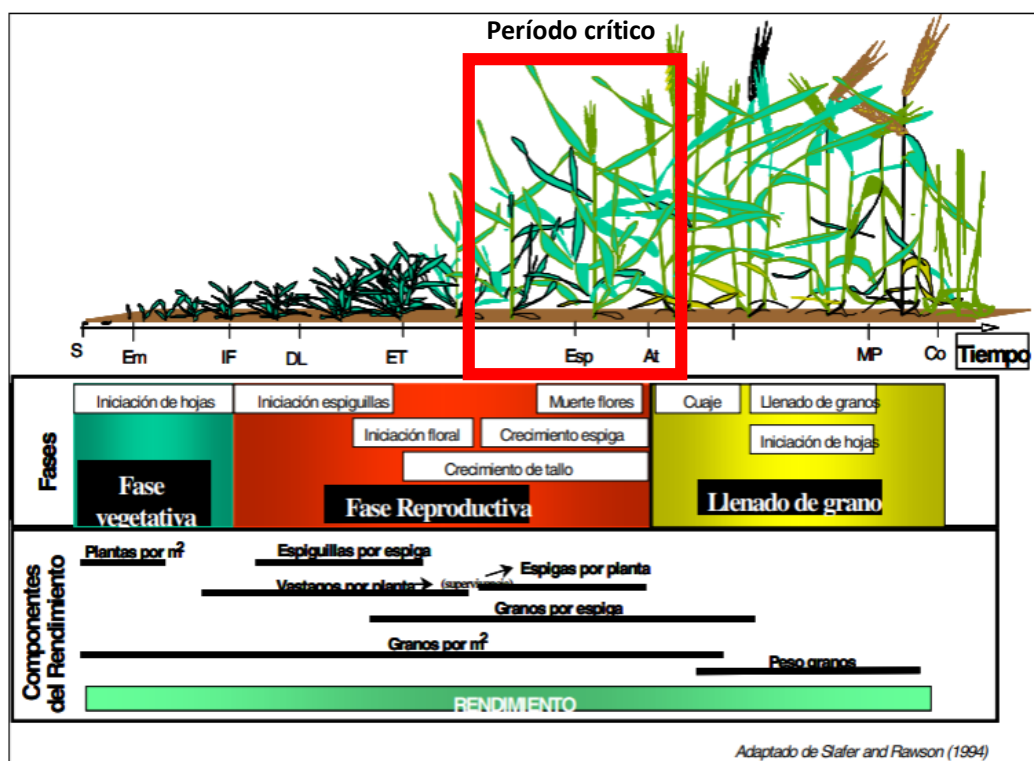 Período crítico
S Em IF DL ET Esp At MP Co Tiempo
Fases
Iniciación de hojas
Iniciación espiguillas
Muerte flores
Cuaje
Llenado de granos
Iniciación floral
Crecimiento espiga
Iniciación de hojas
Crecimiento de tallo
Fase
vegetativa
Fase Reproductiva
Llenado de grano
Componentes
del Rendimiento
Plantas por m²
Espiguillas por espiga
Vastagos por planta
Espigas por planta
Granos por espiga
Granos por m²
Peso granos
RENDIMIENTO
Adaptado de Slafer and Rawson (1994)